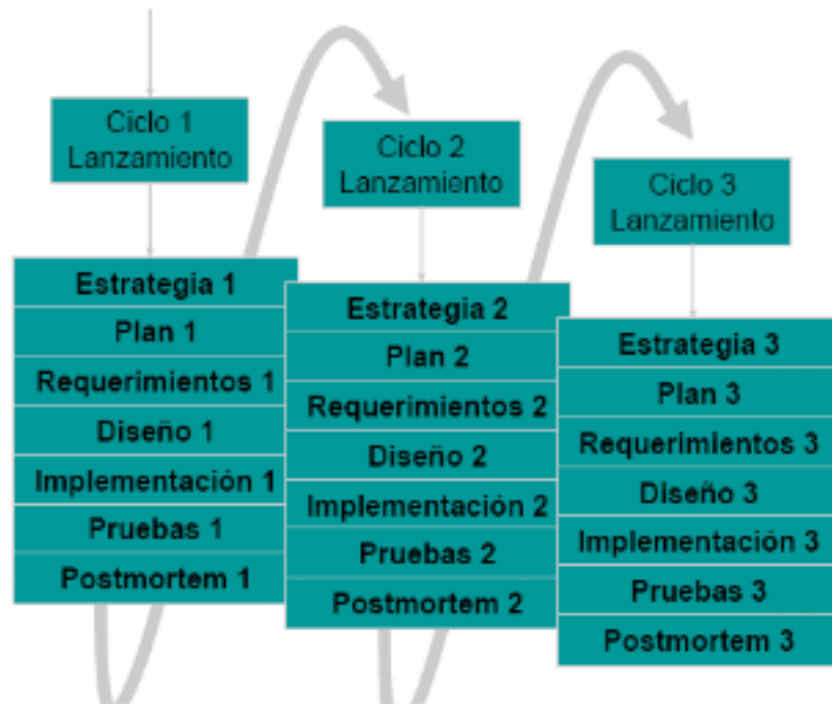 Ciclo 1
Lanzamiento
Estrategia 1
Plan 1
Requerimientos 1
Diseño 1
Implementación 1
Pruebas 1
Postmortem 1
Ciclo 2
Lanzamiento
Estrategia 2
Plan 2
Requerimientos 2
Diseño 2
Implementación 2
Pruebas 2
Postmortem 2
Ciclo 3
Lanzamiento
Estrategia 3
Plan 3
Requerimientos 3
Diseño 3
Implementación 3
Pruebas 3
Postmortem 3